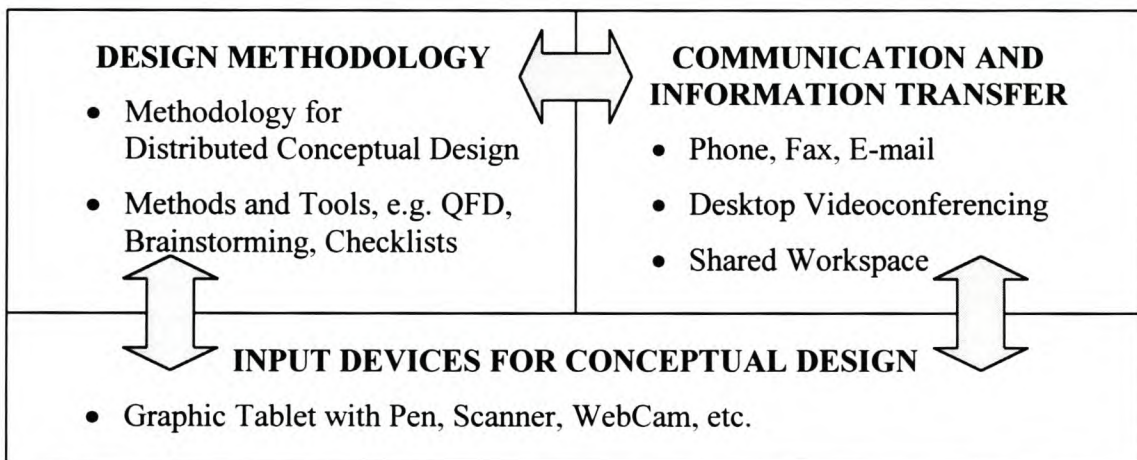 DESIGN METHODOLOGY
• Methodology for
Distributed Conceptual Design
• Methods and Tools, e.g. QFD,
Brainstorming, Checklists
COMMUNICATION AND
INFORMATION TRANSFER
• Phone, Fax, E-mail
• Desktop Videoconferencing
• Shared Workspace
INPUT DEVICES FOR CONCEPTUAL DESIGN
• Graphic Tablet with Pen, Scanner, WebCam, etc.